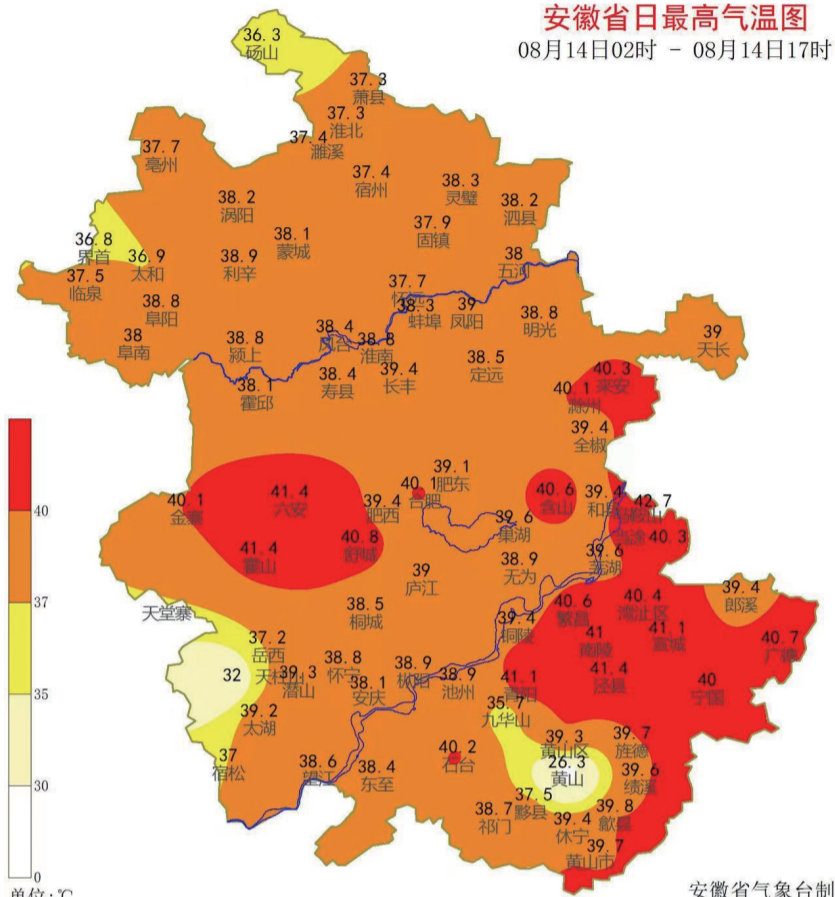 安徽省日最高气温图
08月14日02时 - 08月14日17时
36.3
砀山
37.3
萧县
37.3
淮北
37.4
濉溪
37.7
亳州
37.4
宿州
38.3
灵璧
38.2
泗县
38.2
涡阳
37.9
固镇
38.1
蒙城
36.8
界首
36.9
太和
38.9
利辛
38
五河
37.5
临泉
38.8
阜阳
37.7
怀远
38.3
蚌埠
39
凤阳
38.8
明光
39
天长
38
阜南
38.8
颍上
38.4
凤台
38.8
淮南
38.5
定远
38.4
寿县
39.4
长丰
38.1
霍邱
40.3
来安
40.1
滁州
39.4
全椒
40.1
金寨
41.4
六安
39.4
肥西
40.1
合肥
39.1
肥东
40.6
含山
39.4
和县
42.7
马鞍山
当涂 40.3
39.6
巢湖
41.4
霍山
40.8
舒城
39
庐江
38.9
无为
39.6
芜湖
天堂寨
38.5
桐城
39.4
铜陵
40.6
繁昌
40.4
湾沚区
39.4
郎溪
37.2
岳西
41
南陵
41.1
宣城
40.7
广德
32
天柱山
39.3
潜山
38.8
怀宁
38.9
枞阳
38.9
池州
41.1
青阳
41.4
泾县
40
宁国
38.1
安庆
39.2
太湖
35.7
九华山
37
宿松
38.6
望江
38.4
东至
40.2
石台
39.3
黄山区
39.7
旌德
26.3
黄山
39.6
绩溪
37.5
黟县
38.7
祁门
39.4
休宁
39.8
歙县
39.7
黄山市
40
37
35
30
0
单位:℃
安徽省气象台制